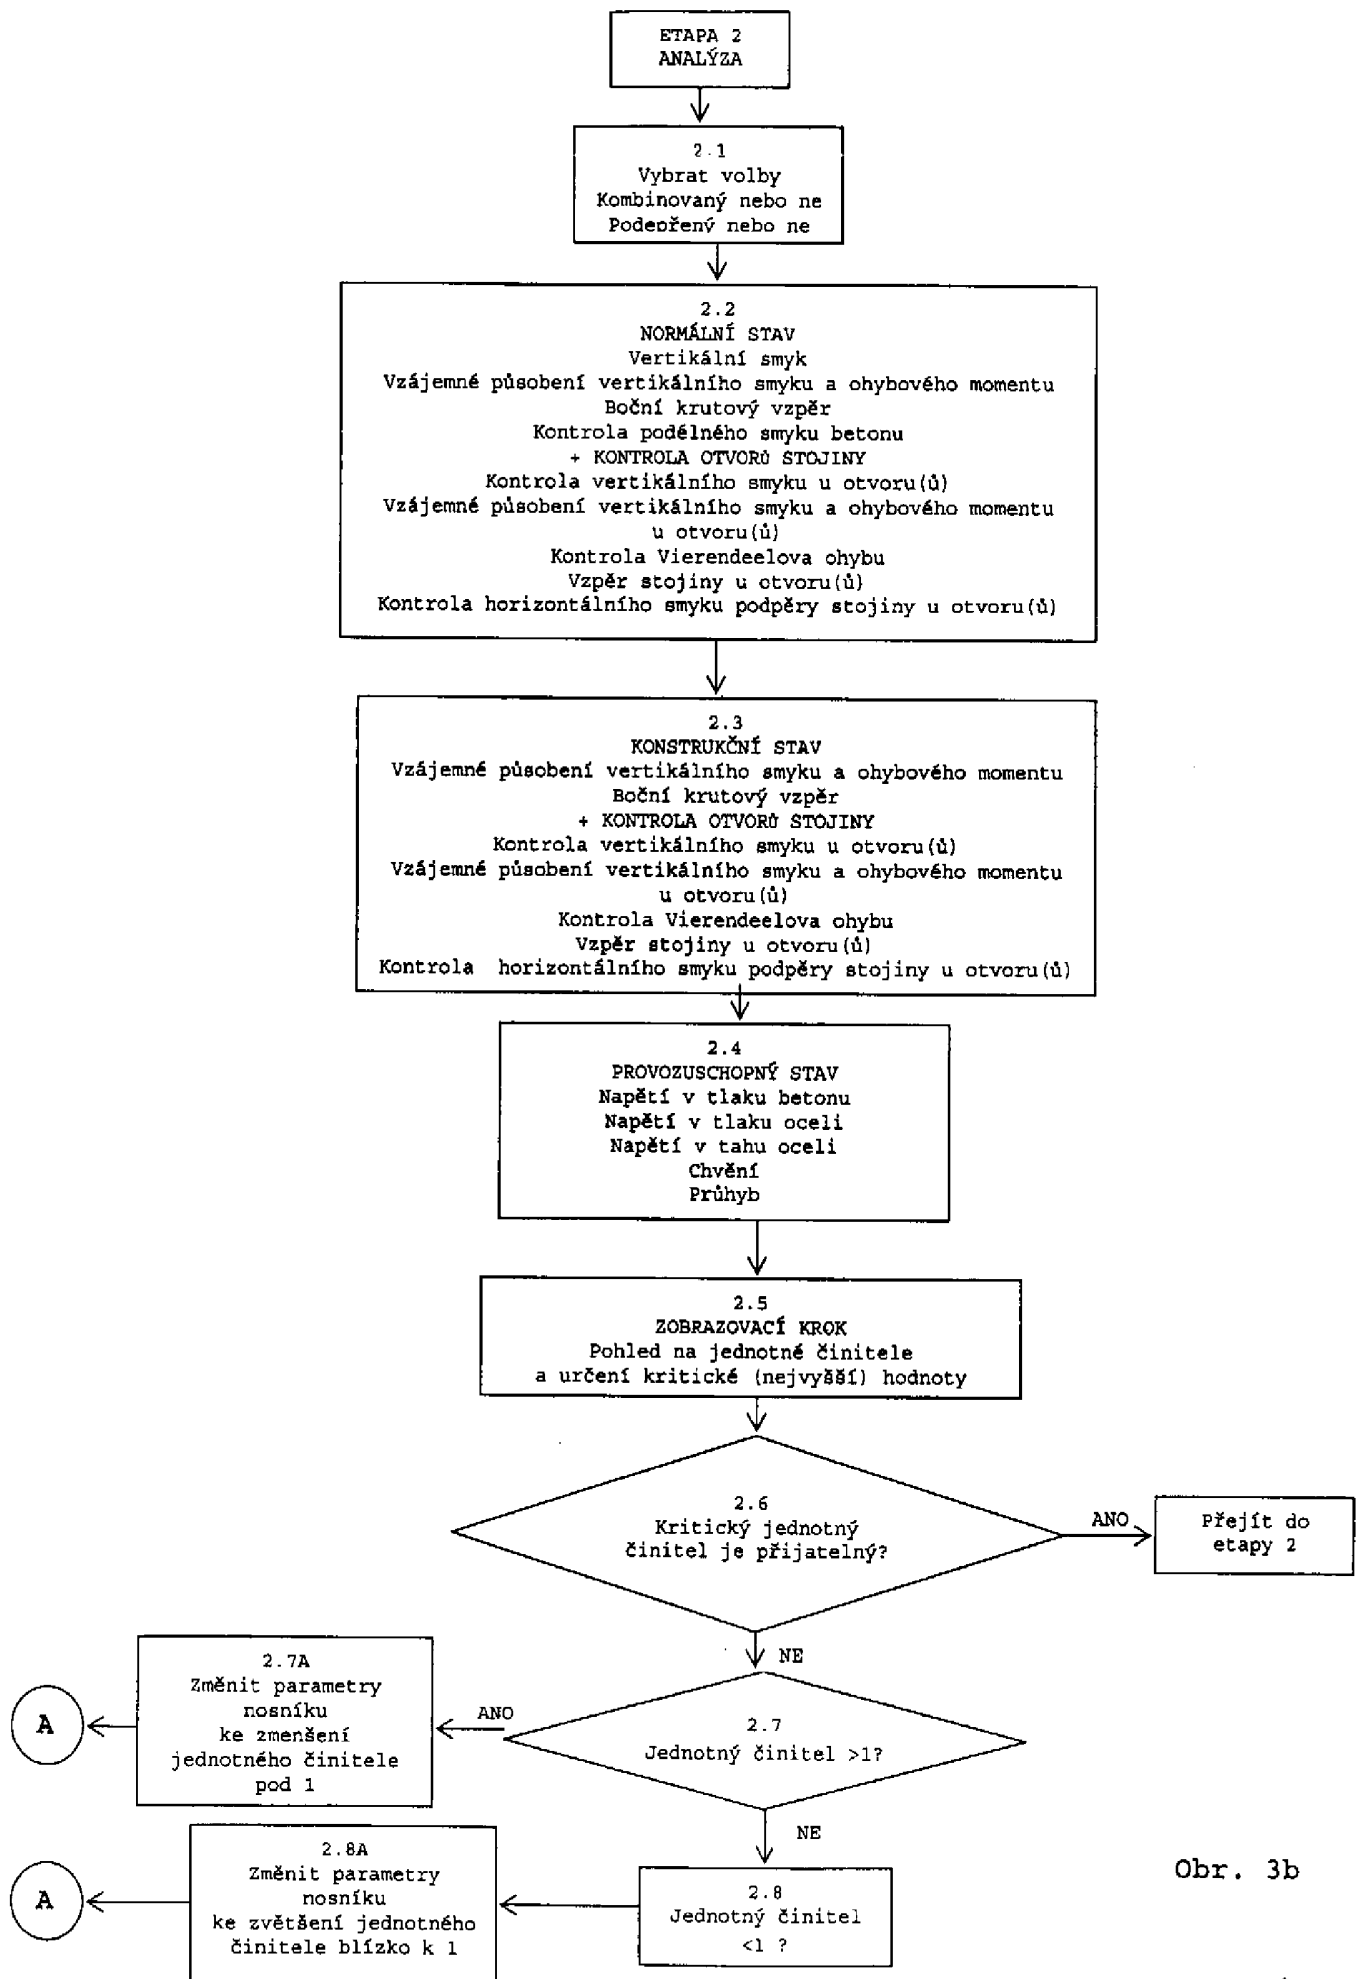 ETAPA 2
ANALÝZA
2.1
Vybrat volby
Kombinovaný nebo ne
Podepřený nebo ne
2.2
NORMÁLNÍ STAV
Vertikální smyk
Vzájemné působení vertikálního smyku a ohybového momentu
Boční krutový vzpěr
Kontrola podélného smyku betonu
+ KONTROLA OTVORŮ STOJINY
Kontrola vertikálního smyku u otvoru(ů)
Vzájemné působení vertikálního smyku a ohybového momentu
u otvoru(ů)
Kontrola Vierendeelova ohybu
Vzpěr stojiny u otvoru(ů)
Kontrola horizontálního smyku podpěry stojiny u otvoru(ů)
2.3
KONSTRUKČNÍ STAV
Vzájemné působení vertikálního smyku a ohybového momentu
Boční krutový vzpěr
+ KONTROLA OTVORŮ STOJINY
Kontrola vertikálního smyku u otvoru(ů)
Vzájemné působení vertikálního smyku a ohybového momentu
u otvoru(ů)
Kontrola Vierendeelova ohybu
Vzpěr stojiny u otvoru(ů)
Kontrola horizontálního smyku podpěry stojiny u otvoru(ů)
2.4
PROVOZUSCHOPNÝ STAV
Napětí v tlaku betonu
Napětí v tlaku oceli
Napětí v tahu oceli
Chvění
Průhyb
2.5
ZOBRAZOVACÍ KROK
Pohled na jednotné činitele
a určení kritické (nejvyšší) hodnoty
2.6
Kritický jednotný
činitel je přijatelný?
ANO
Přejít do
etapy 2
NE
2.7
Jednotný činitel >1?
ANO
2.7A
Změnit parametry
nosníku
ke zmenšení
jednotného činitele
pod 1
A
NE
2.8
Jednotný činitel
<1 ?
2.8A
Změnit parametry
nosníku
ke zvětšení jednotného
činitele blízko k 1
A
Obr. 3b